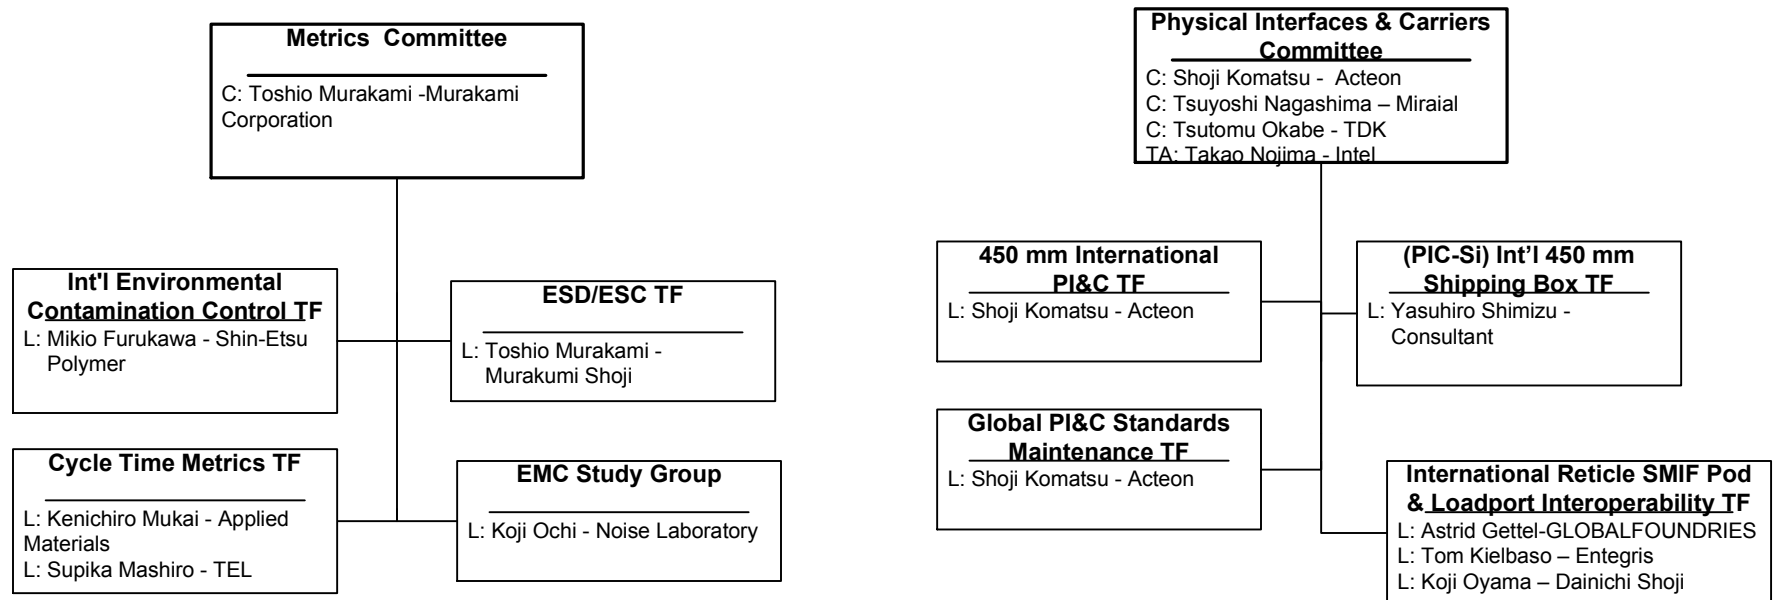 Metrics Committee
C: Toshio Murakami -Murakami
Corporation
Int'l Environmental
Contamination Control TF
L: Mikio Furukawa - Shin-Etsu
Polymer
ESD/ESC TF
L: Toshio Murakami -
Murakumi Shoji
Cycle Time Metrics TF
L: Kenichiro Mukai - Applied
Materials
L: Supika Mashiro - TEL
EMC Study Group
L: Koji Ochi - Noise Laboratory
Physical Interfaces & Carriers
Committee
C: Shoji Komatsu - Acteon
C: Tsuyoshi Nagashima – Miraial
C: Tsutomu Okabe - TDK
TA: Takao Nojima - Intel
450 mm International
PI&C TF
L: Shoji Komatsu - Acteon
(PIC-Si) Int’l 450 mm
Shipping Box TF
L: Yasuhiro Shimizu -
Consultant
Global PI&C Standards
Maintenance TF
L: Shoji Komatsu - Acteon
International Reticle SMIF Pod
& Loadport Interoperability TF
L: Astrid Gettel-GLOBALFOUNDRIES
L: Tom Kielbaso – Entegris
L: Koji Oyama – Dainichi Shoji